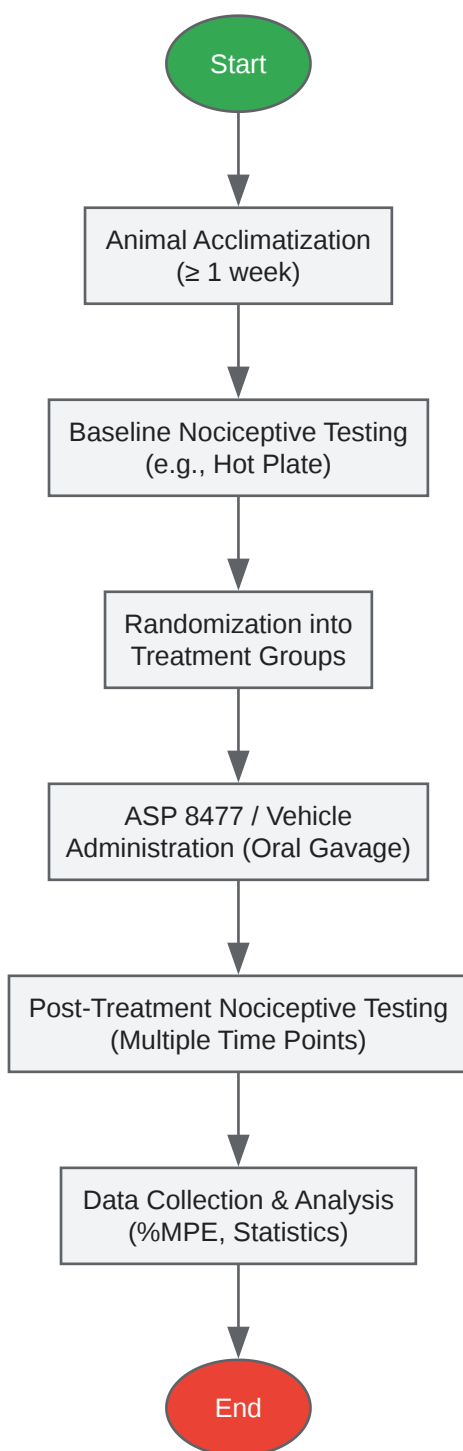 Start
Animal Acclimatization
(≥ 1 week)
Baseline Nociceptive Testing
(e.g., Hot Plate)
Randomization into
Treatment Groups
ASP 8477 / Vehicle
Administration (Oral Gavage)
Post-Treatment Nociceptive Testing
(Multiple Time Points)
Data Collection & Analysis
(%MPE, Statistics)
End